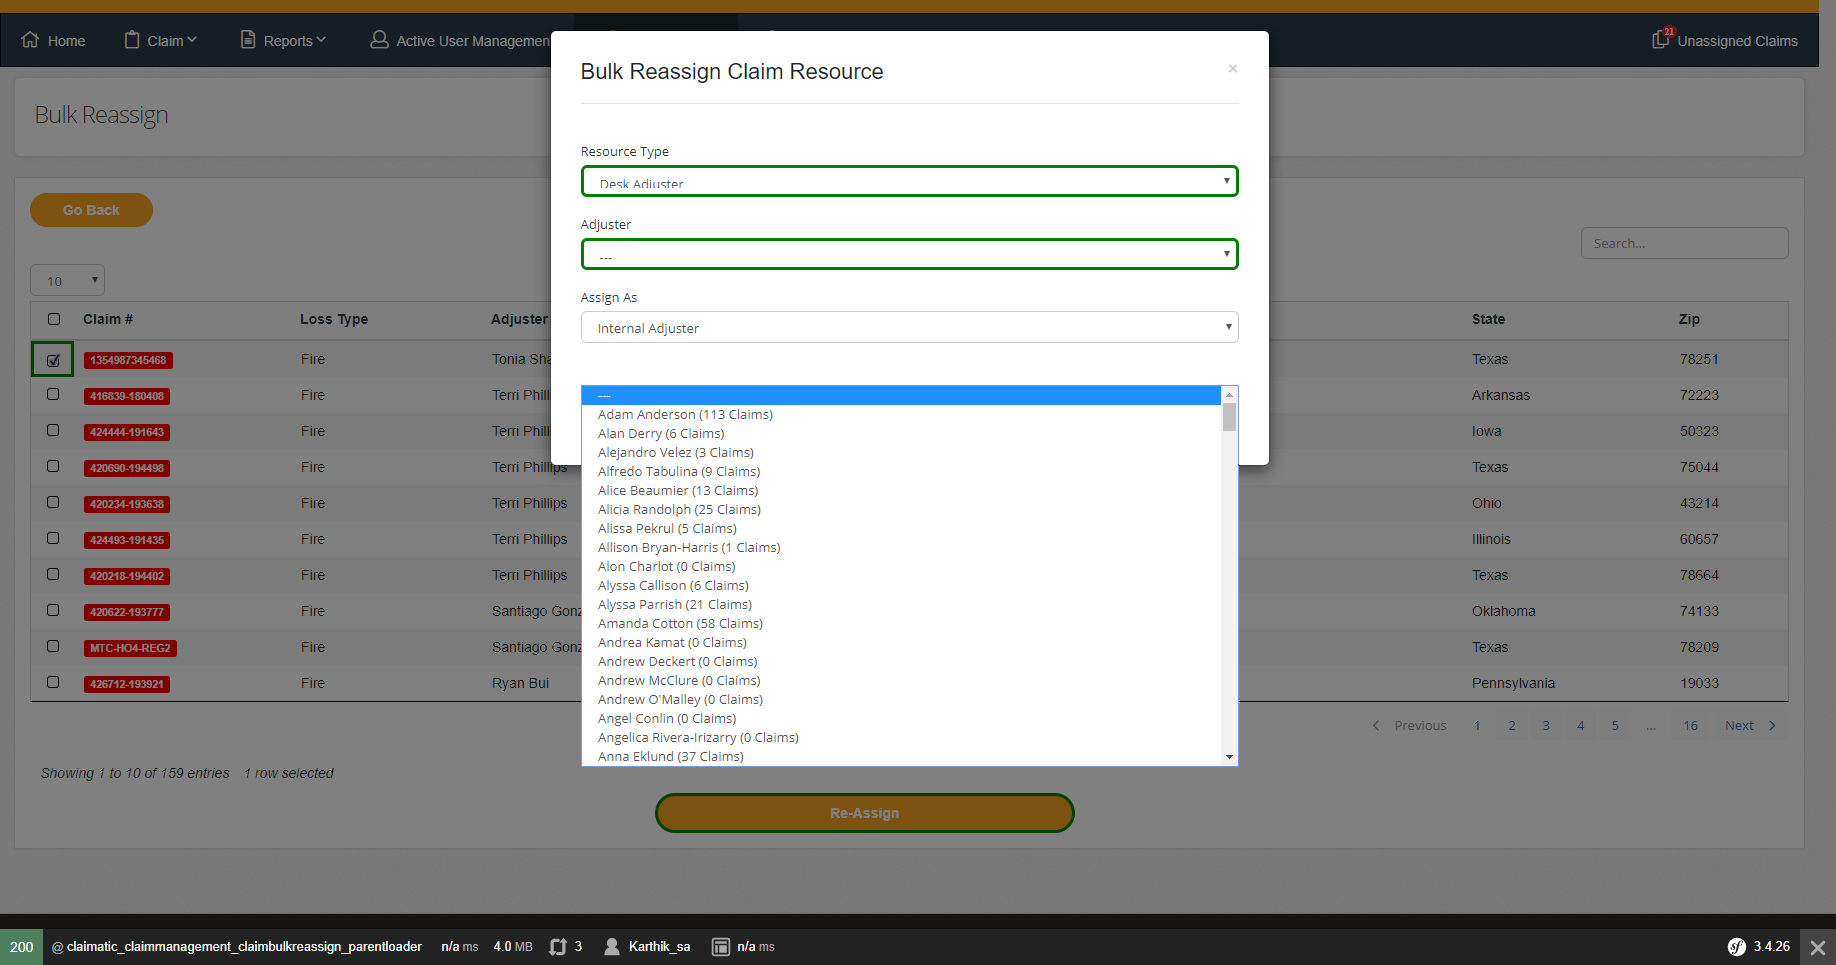 Home
Claim
Reports
Active User Managemen
21
Unassigned Claims
Bulk Reassign Claim Resource
×
Bulk Reassign
Resource Type
Desk Adjuster
Go Back
Adjuster
---
Search...
10
Assign As
Internal Adjuster
Claim # Loss Type Adjuster State Zip
1354987345468 Fire Tonia Sha Texas 78251
416839-180408 Fire Terri Phill Arkansas 72223
424444-191643 Fire Terri Phill Iowa 50323
420690-194498 Fire Terri Phillips Texas 75044
420234-193638 Fire Terri Phillips Ohio 43214
424493-191435 Fire Terri Phillips Illinois 60657
420218-194402 Fire Terri Phillips Texas 78664
420622-193777 Fire Santiago Gonz Oklahoma 74133
MTC-HO4-REG2 Fire Santiago Gonz Texas 78209
426712-193921 Fire Ryan Bui Pennsylvania 19033
---
Adam Anderson (113 Claims)
Alan Derry (6 Claims)
Alejandro Velez (3 Claims)
Alfredo Tabulina (9 Claims)
Alice Beaumier (13 Claims)
Alicia Randolph (25 Claims)
Alissa Pekrul (5 Claims)
Allison Bryan-Harris (1 Claims)
Alon Charlot (0 Claims)
Alyssa Callison (6 Claims)
Alyssa Parrish (21 Claims)
Amanda Cotton (58 Claims)
Andrea Kamat (0 Claims)
Andrew Deckert (0 Claims)
Andrew McClure (0 Claims)
Andrew O'Malley (0 Claims)
Angel Conlin (0 Claims)
Angelica Rivera-Irizarry (0 Claims)
Anna Eklund (37 Claims)
Previous 1 2 3 4 5 ... 16 Next
Showing 1 to 10 of 159 entries 1 row selected
Re-Assign
200 @ claimatic_claimmanagement_claimbulkreassign_parentloader n/a ms 4.0 MB 3 Karthik_sa n/a ms sf 3.4.26